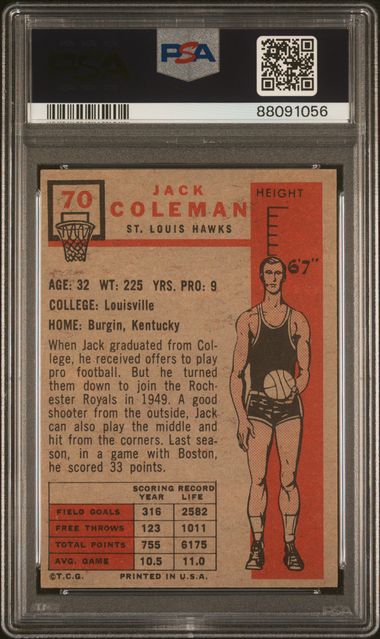 PSA
88091056
70
JACK
COLEMAN
ST. LOUIS HAWKS
HEIGHT
6'7"
AGE: 32 WT: 225 YRS. PRO: 9
COLLEGE: Louisville
HOME: Burgin, Kentucky
When Jack graduated from Col-
lege, he received offers to play
pro football. But he turned
them down to join the Roch-
ester Royals in 1949. A good
shooter from the outside, Jack
can also play the middle and
hit from the corners. Last sea-
son, in a game with Boston,
he scored 33 points.
SCORING RECORD
YEAR LIFE
FIELD GOALS 316 2582
FREE THROWS 123 1011
TOTAL POINTS 755 6175
AVG. GAME 10.5 11.0
©T.C.G. PRINTED IN U.S.A.
PSA